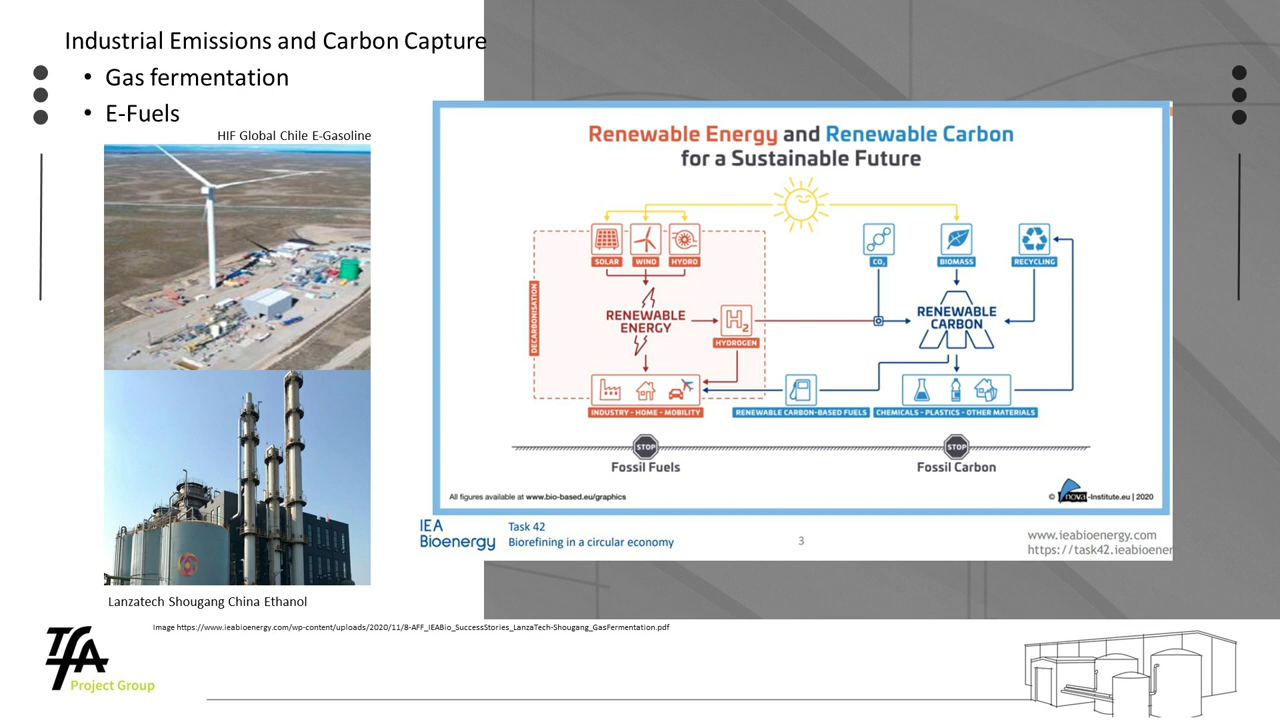 Industrial Emissions and Carbon Capture
• Gas fermentation
• E-Fuels
HIF Global Chile E-Gasoline
Lanzatech Shougang China Ethanol
Image https://www.ieabioenergy.com/wp-content/uploads/2020/11/8-AFF_IEABio_SuccessStories_LanzaTech-Shougang_GasFermentation.pdf
Renewable Energy and Renewable Carbon
for a Sustainable Future
SOLAR
WIND
HYDRO
CO₂
BIOMASS
RECYCLING
DECARBONISATION
RENEWABLE
ENERGY
H2
HYDROGEN
RENEWABLE
CARBON
INDUSTRY - HOME - MOBILITY
RENEWABLE CARBON-BASED FUELS
CHEMICALS - PLASTICS - OTHER MATERIALS
STOP
Fossil Fuels
STOP
Fossil Carbon
All figures available at www.bio-based.eu/graphics
© nova-Institute.eu | 2020
IEA
Bioenergy
Task 42
Biorefining in a circular economy
3
www.ieabioenergy.com
https://task42.ieabioener
TFA
Project Group